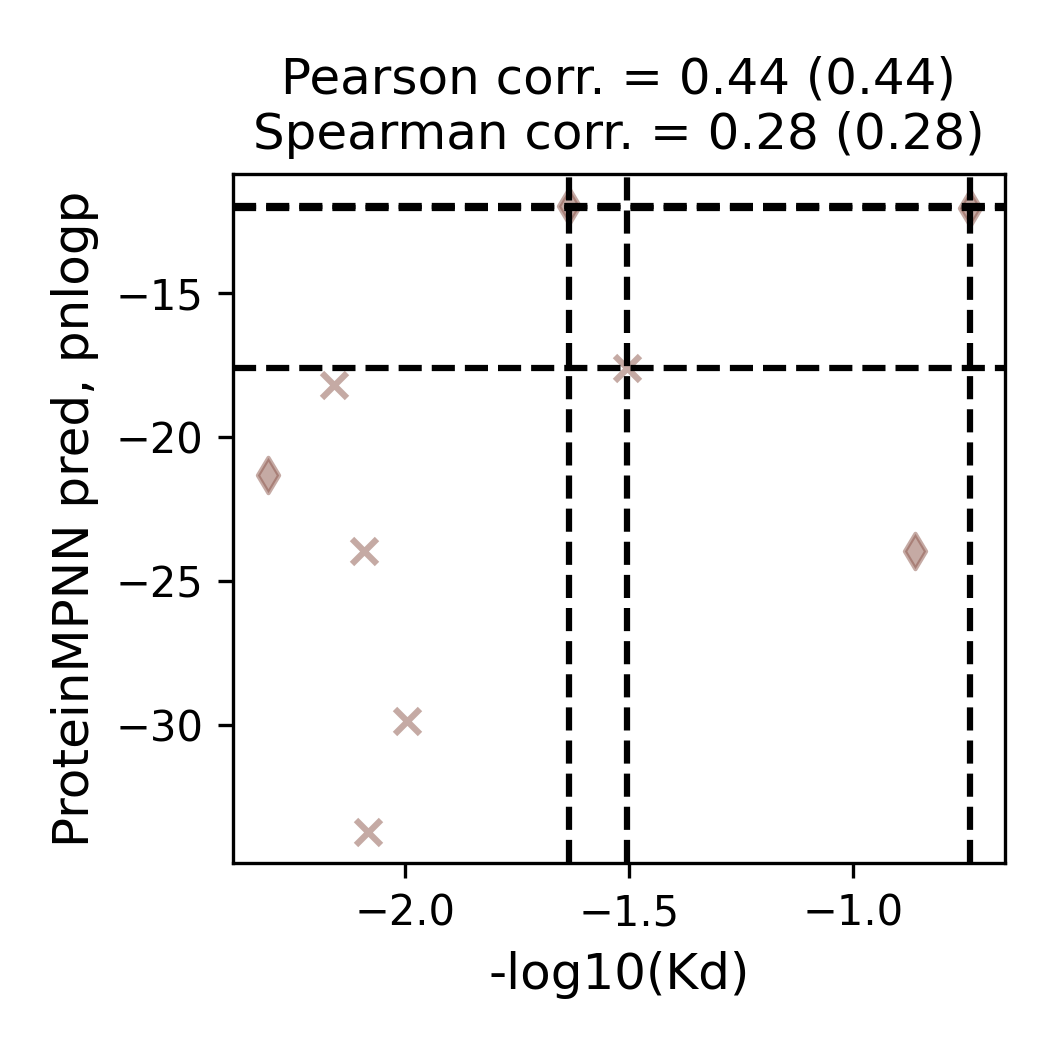 Pearson corr. = 0.44 (0.44)
Spearman corr. = 0.28 (0.28)
ProteinMPNN pred, pnlogp
−15
−20
−25
−30
−2.0
−1.5
−1.0
-log10(Kd)